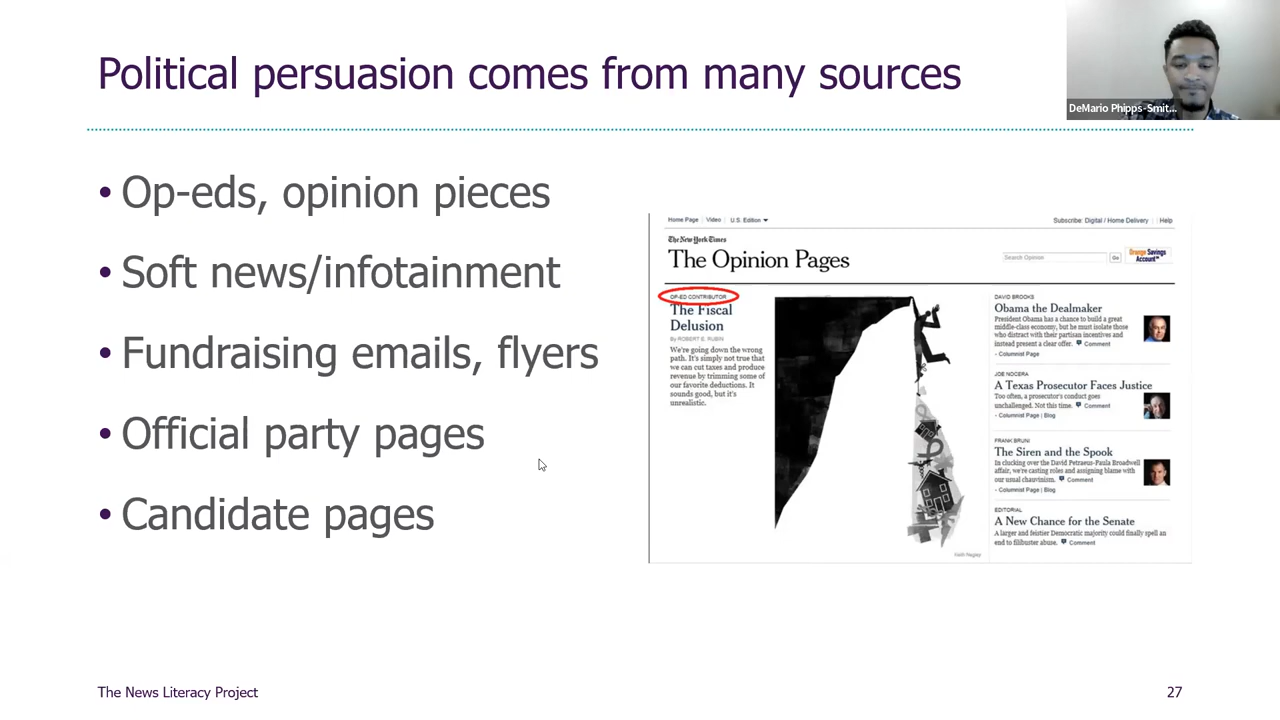 Political persuasion comes from many sources
DeMario Phipps-Smit...
• Op-eds, opinion pieces
• Soft news/infotainment
• Fundraising emails, flyers
• Official party pages
• Candidate pages
Home Page | Video | U.S. Edition
Subscribe: Digital / Home Delivery | Help
The New York Times
The Opinion Pages
Search Opinion
Go
Orange Savings
Account℠
OP-ED CONTRIBUTOR
The Fiscal
Delusion
By ROBERT E. RUBIN
We're going down the wrong
path. It's simply not true that
we can cut taxes and produce
revenue by trimming some of
our favorite deductions. It
sounds good, but it's
unrealistic.
DAVID BROOKS
Obama the Dealmaker
President Obama has a chance to build a great
middle-class economy, but he must isolate those
who distract with their partisan incentives and
instead present a clear offer. Comment
- Columnist Page
JOE NOCERA
A Texas Prosecutor Faces Justice
Too often, a prosecutor's conduct goes
unchallenged. Not this time. Comment
- Columnist Page | Blog
FRANK BRUNI
The Siren and the Spook
In clucking over the David Petraeus-Paula Broadwell
affair, we're casting roles and assigning blame with
our usual chauvinism. Comment
- Columnist Page | Blog
EDITORIAL
A New Chance for the Senate
A larger and feistier Democratic majority could finally spell an
end to filibuster abuse. Comment
The News Literacy Project
27